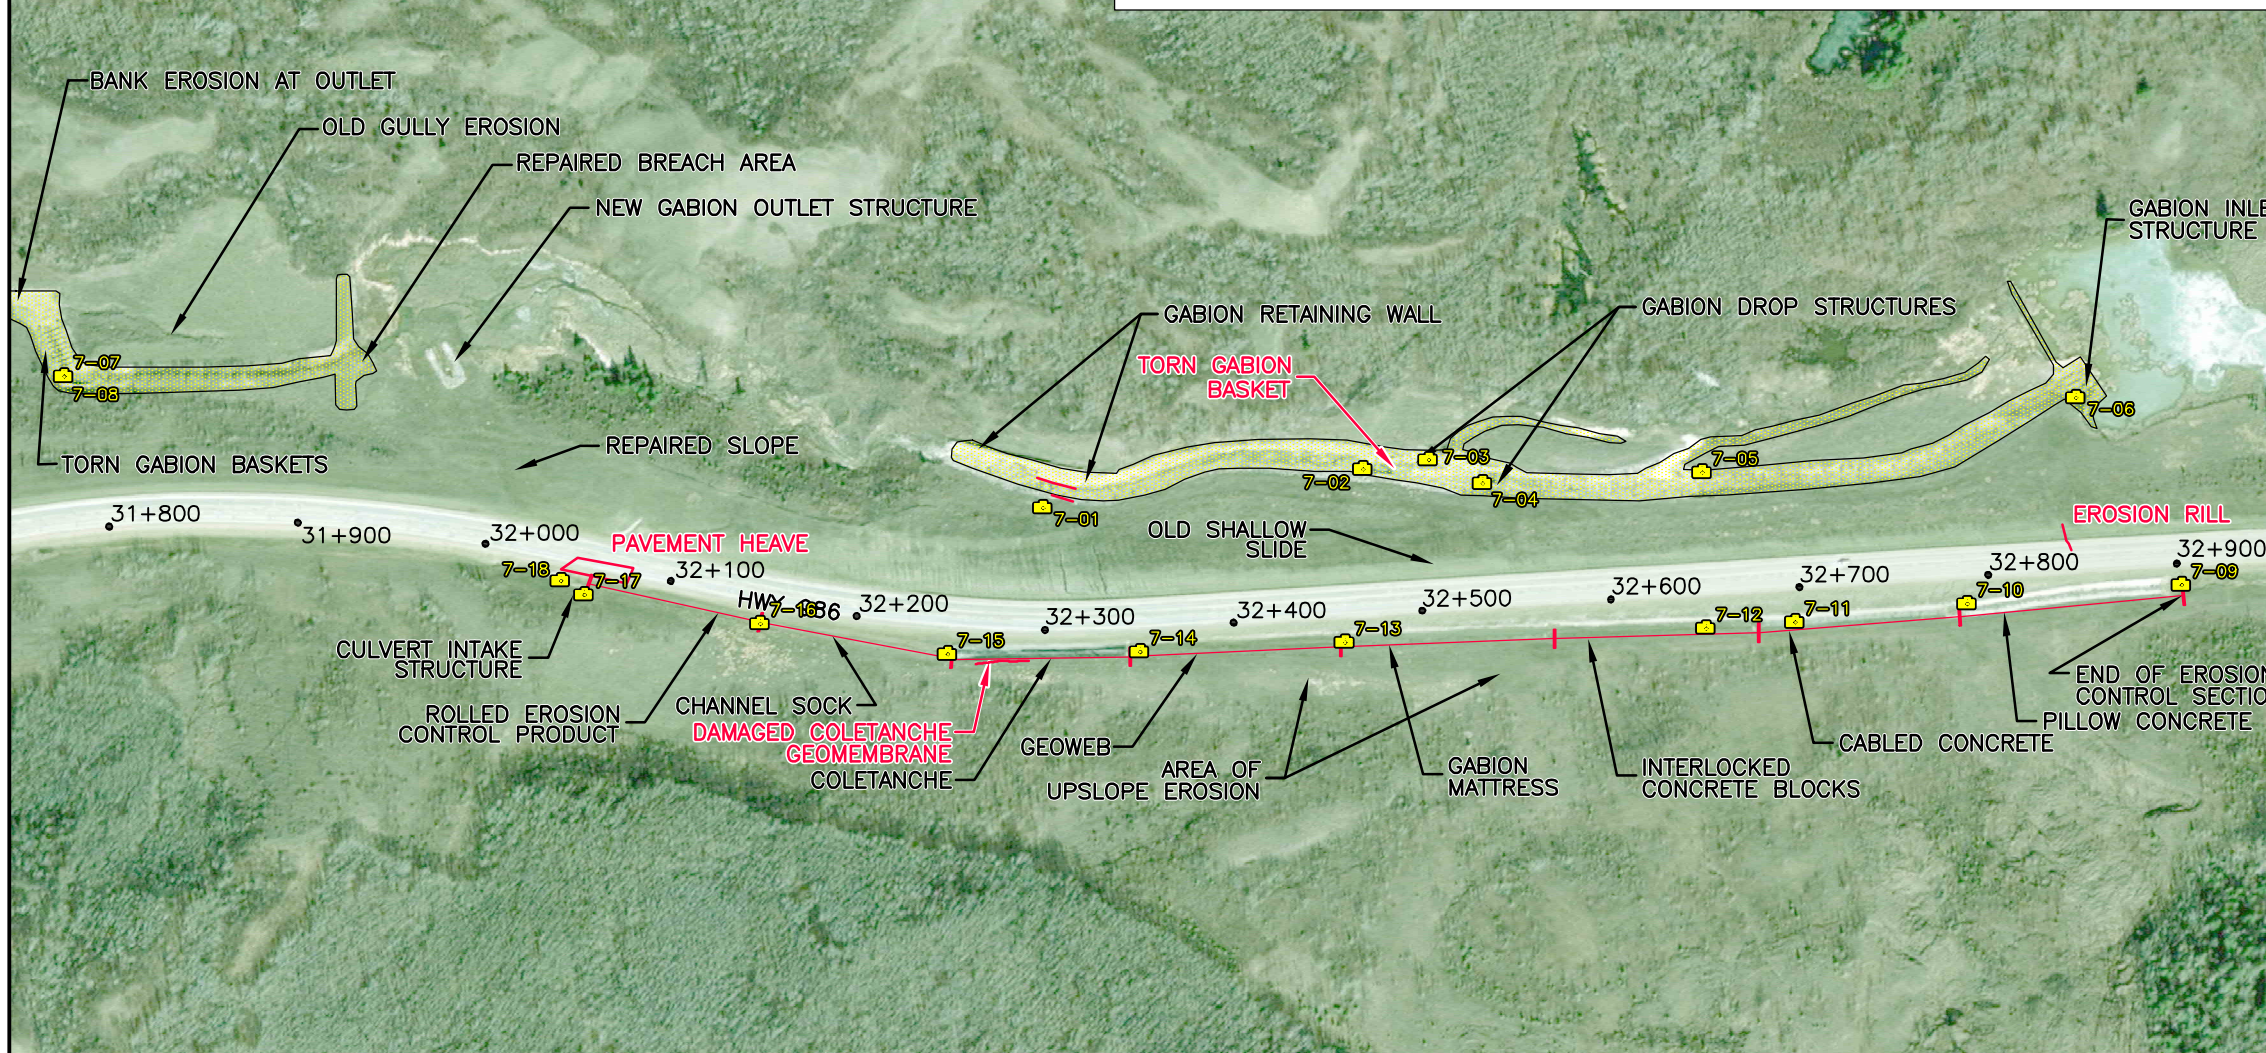 BANK EROSION AT OUTLET
OLD GULLY EROSION
REPAIRED BREACH AREA
NEW GABION OUTLET STRUCTURE
GABION
STRUCTURE
GABION RETAINING WALL
GABION DROP STRUCTURES
TORN GABION
BASKET
7-07
7-08
7-06
REPAIRED SLOPE
TORN GABION BASKETS
7-03
7-05
7-02
7-04
7-01
31+800
31+900
32+000
OLD SHALLOW
SLIDE
EROSION RILL
PAVEMENT HEAVE
7-18
7-17
32+100
HWY
7-16
32+200
32+300
32+400
32+500
32+600
32+700
32+800
32+900
7-09
7-10
7-11
7-12
7-13
7-14
7-15
CULVERT INTAKE
STRUCTURE
ROLLED EROSION
CONTROL PRODUCT
CHANNEL SOCK
DAMAGED COLETANCHE
GEOMEMBRANE
COLETANCHE
GEOWEB
AREA OF
UPSLOPE EROSION
GABION
MATTRESS
INTERLOCKED
CONCRETE BLOCKS
CABLED CONCRETE
PILLOW CONCRETE
END OF EROSION
CONTROL